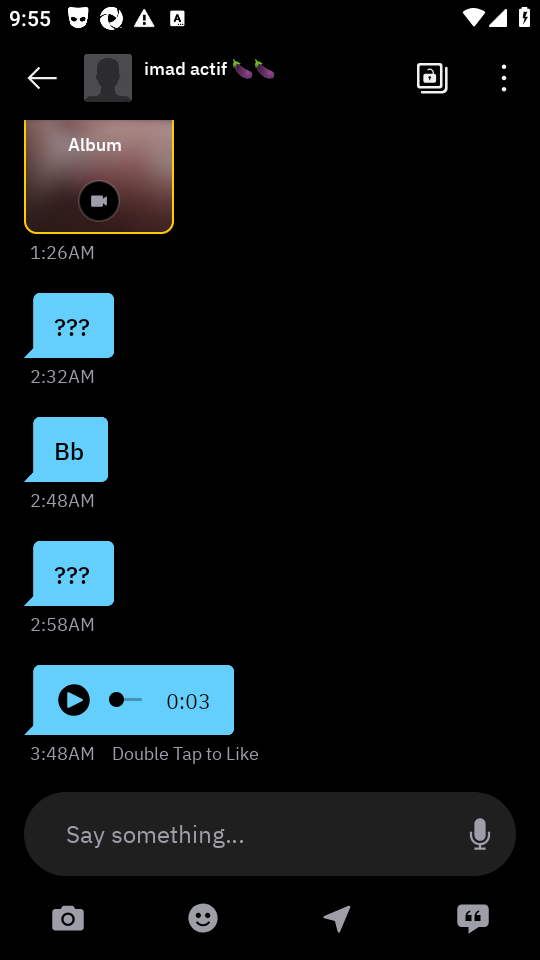 9:55
imad actif 🍆🍆
Album
1:26AM
???
2:32AM
Bb
2:48AM
???
2:58AM
0:03
3:48AM Double Tap to Like
Say something...